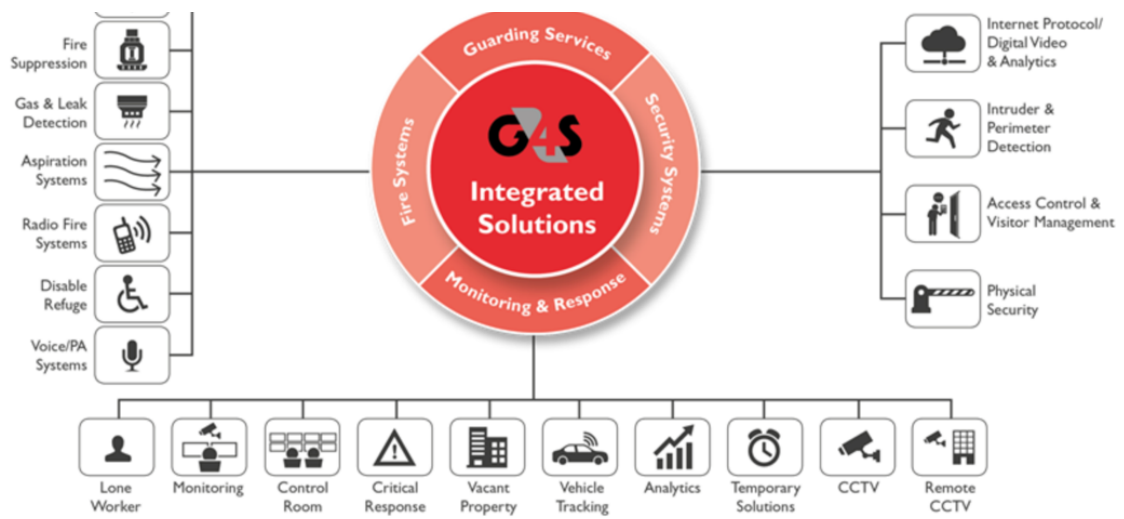 Fire
Suppression
Gas & Leak
Detection
Aspiration
Systems
Radio Fire
Systems
Disable
Refuge
Voice/PA
Systems
Guarding Services
Fire Systems
Security Systems
Monitoring & Response
G4S
Integrated
Solutions
Internet Protocol/
Digital Video
& Analytics
Intruder &
Perimeter
Detection
Access Control &
Visitor Management
Physical
Security
Lone
Worker
Monitoring
Control
Room
Critical
Response
Vacant
Property
Vehicle
Tracking
Analytics
Temporary
Solutions
CCTV
Remote
CCTV